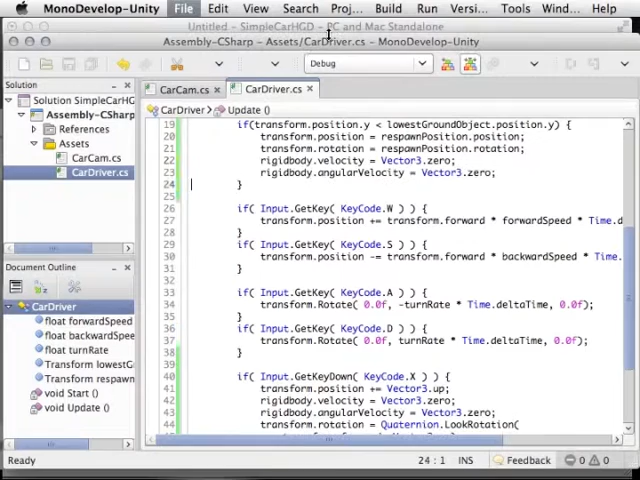 MonoDevelop-Unity File Edit View Search Proj... Build Run Versi... Tools Window Help
Untitled - SimpleCarHGD - PC and Mac Standalone
Assembly-CSharp - Assets/CarDriver.cs - MonoDevelop-Unity
Debug
Solution
Solution SimpleCarHG
Assembly-CSharp
References
Assets
CarCam.cs
CarDriver.cs
Document Outline
CarDriver
float forwardSpeed
float backwardSpeed
float turnRate
Transform lowestG
Transform respawn
void Start ()
void Update ()
CarCam.cs CarDriver.cs
CarDriver Update ()
19 if(transform.position.y < lowestGroundObject.position.y) {
20 transform.position = respawnPosition.position;
21 transform.rotation = respawnPosition.rotation;
22 rigidbody.velocity = Vector3.zero;
23 rigidbody.angularVelocity = Vector3.zero;
24 }
25
26 if( Input.GetKey( KeyCode.W ) ) {
27 transform.position += transform.forward * forwardSpeed * Time.d
28 }
29 if( Input.GetKey( KeyCode.S ) ) {
30 transform.position -= transform.forward * backwardSpeed * Time.
31 }
32
33 if( Input.GetKey( KeyCode.A ) ) {
34 transform.Rotate( 0.0f, -turnRate * Time.deltaTime, 0.0f);
35 }
36 if( Input.GetKey( KeyCode.D ) ) {
37 transform.Rotate( 0.0f, turnRate * Time.deltaTime, 0.0f);
38 }
39
40 if( Input.GetKeyDown( KeyCode.X ) ) {
41 transform.position += Vector3.up;
42 rigidbody.velocity = Vector3.zero;
43 rigidbody.angularVelocity = Vector3.zero;
44 transform.rotation = Quaternion.LookRotation(
Ready 24 : 1 INS Feedback 0 0